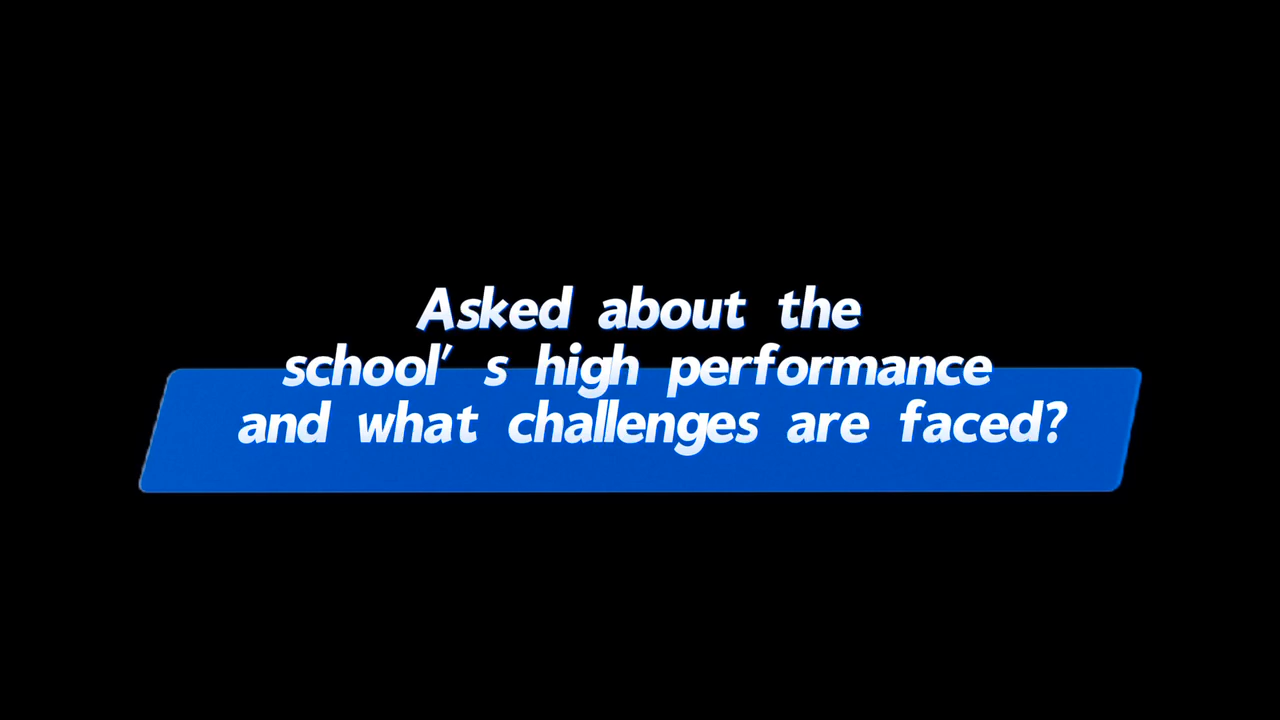 Asked about the
school’ s high performance
and what challenges are faced?